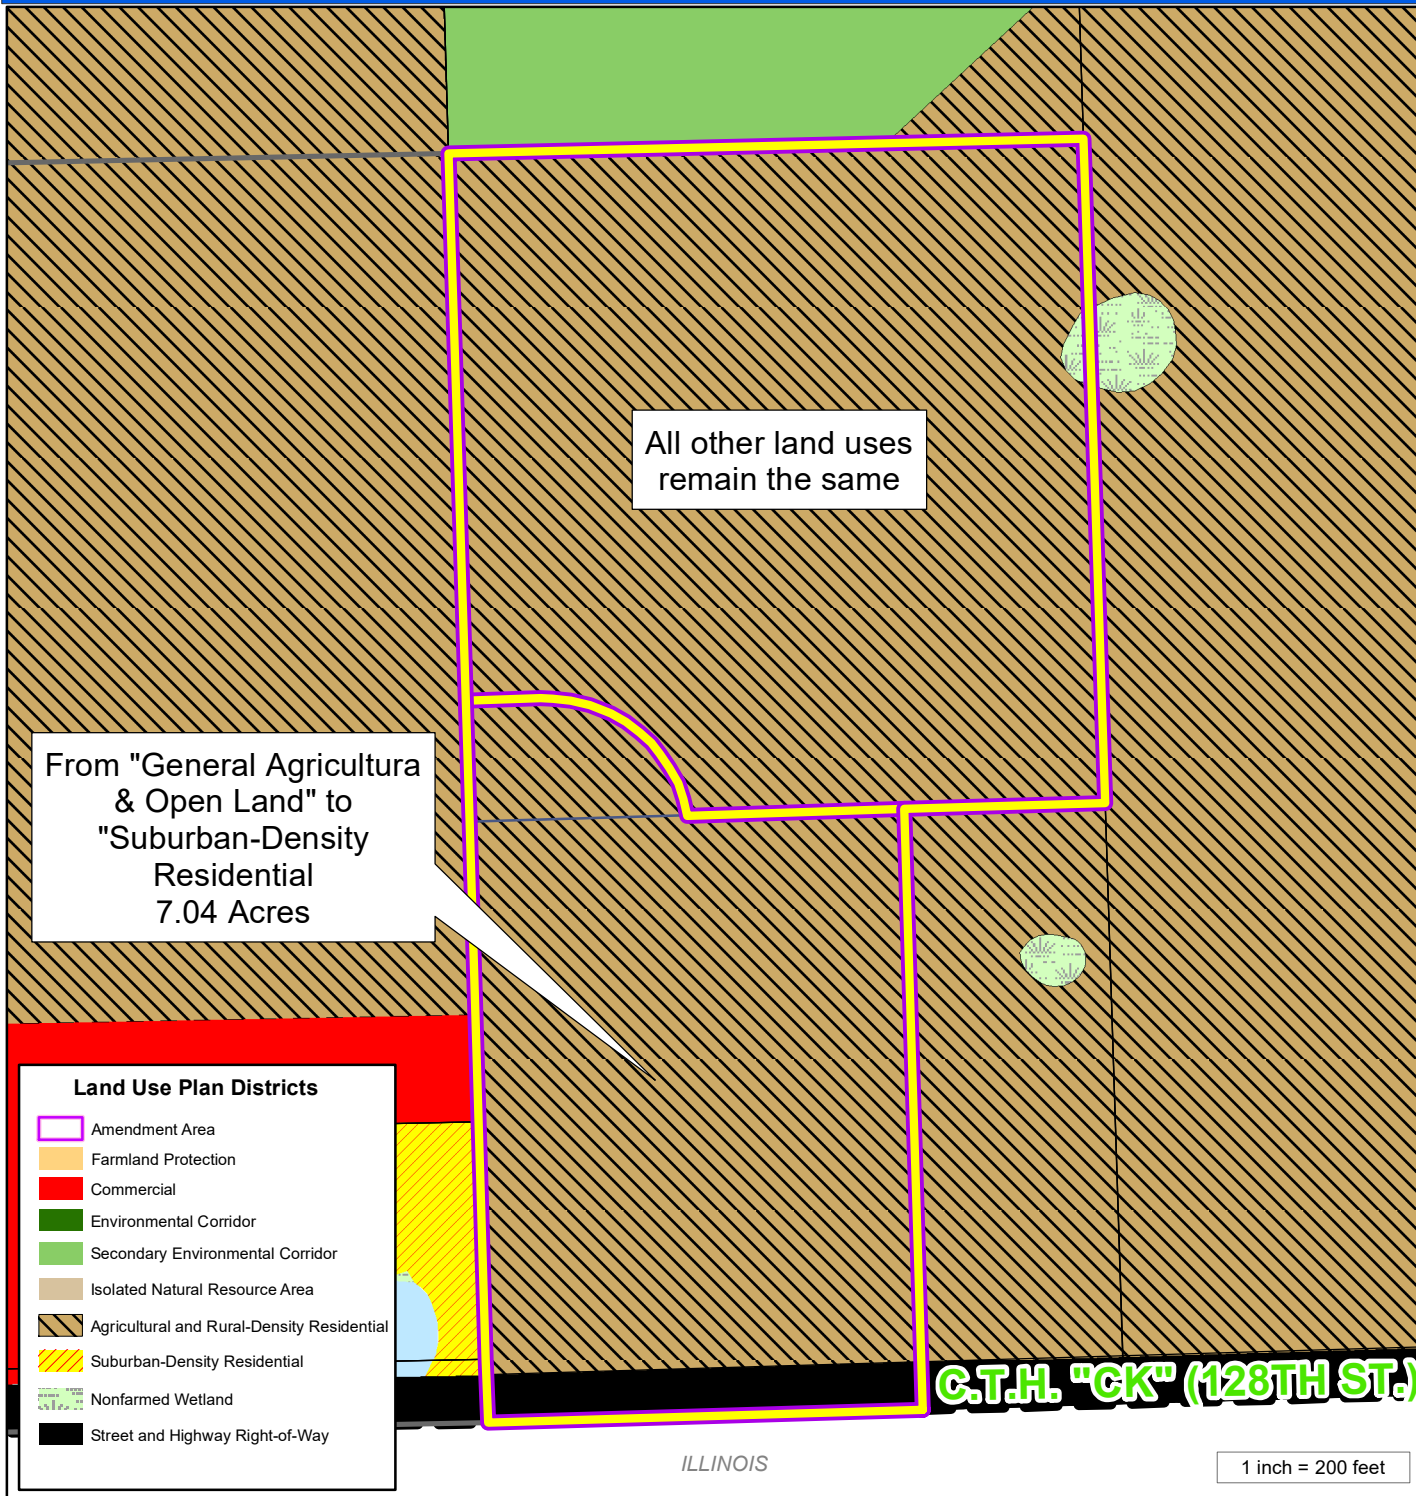 All other land uses
remain the same
From "General Agricultura
& Open Land" to
"Suburban-Density
Residential
7.04 Acres
Land Use Plan Districts
Amendment Area
Farmland Protection
Commercial
Environmental Corridor
Secondary Environmental Corridor
Isolated Natural Resource Area
Agricultural and Rural-Density Residential
Suburban-Density Residential
Nonfarmed Wetland
Street and Highway Right-of-Way
C.T.H. "CK" (128TH ST.)
ILLINOIS
1 inch = 200 feet